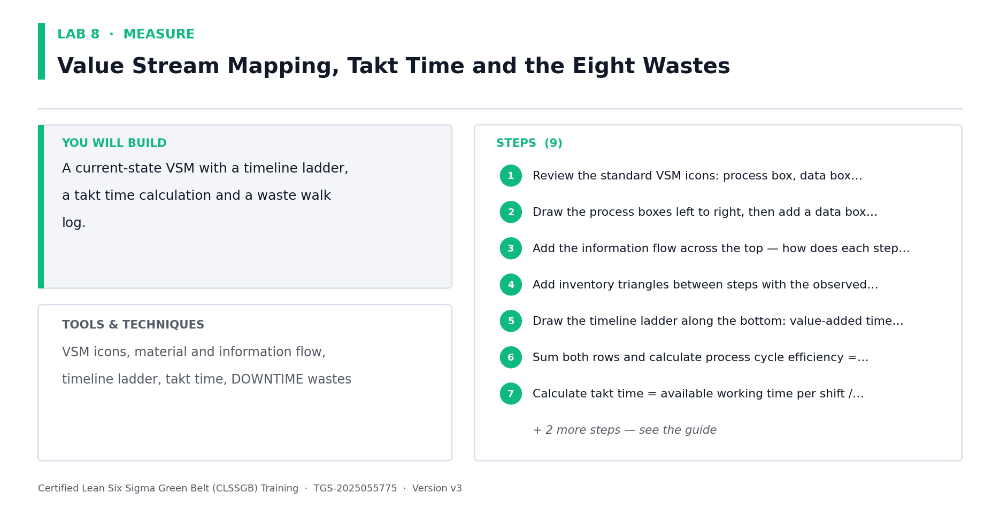 LAB 8 · MEASURE
Value Stream Mapping, Takt Time and the Eight Wastes
YOU WILL BUILD
A current-state VSM with a timeline ladder,
a takt time calculation and a waste walk
log.
TOOLS & TECHNIQUES
VSM icons, material and information flow,
timeline ladder, takt time, DOWNTIME wastes
STEPS (9)
1 Review the standard VSM icons: process box, data box…
2 Draw the process boxes left to right, then add a data box…
3 Add the information flow across the top — how does each step…
4 Add inventory triangles between steps with the observed…
5 Draw the timeline ladder along the bottom: value-added time…
6 Sum both rows and calculate process cycle efficiency =…
7 Calculate takt time = available working time per shift /…
+ 2 more steps — see the guide
Certified Lean Six Sigma Green Belt (CLSSGB) Training · TGS-2025055775 · Version v3